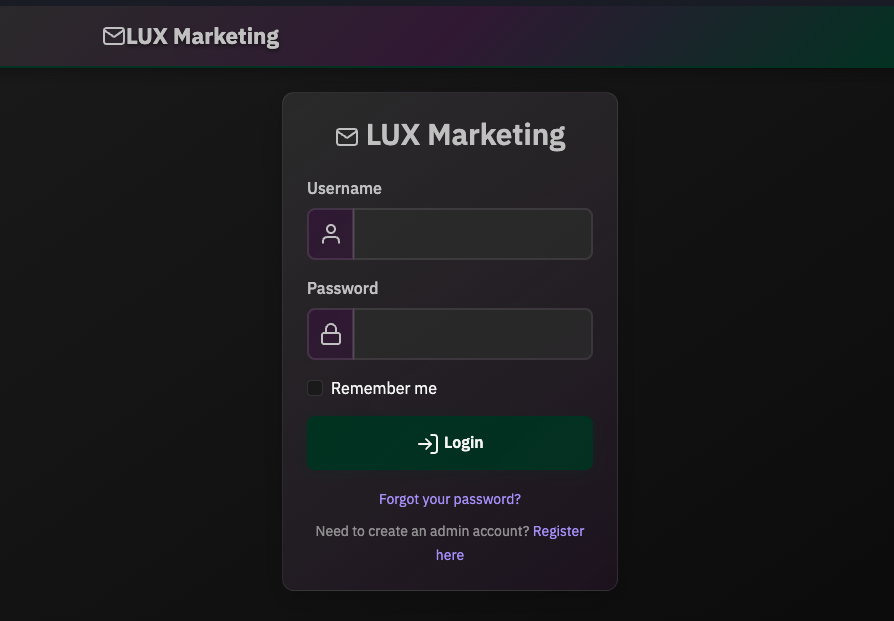 LUX Marketing
LUX Marketing
Username
Password
Remember me
Login
Forgot your password?
Need to create an admin account? Register
here